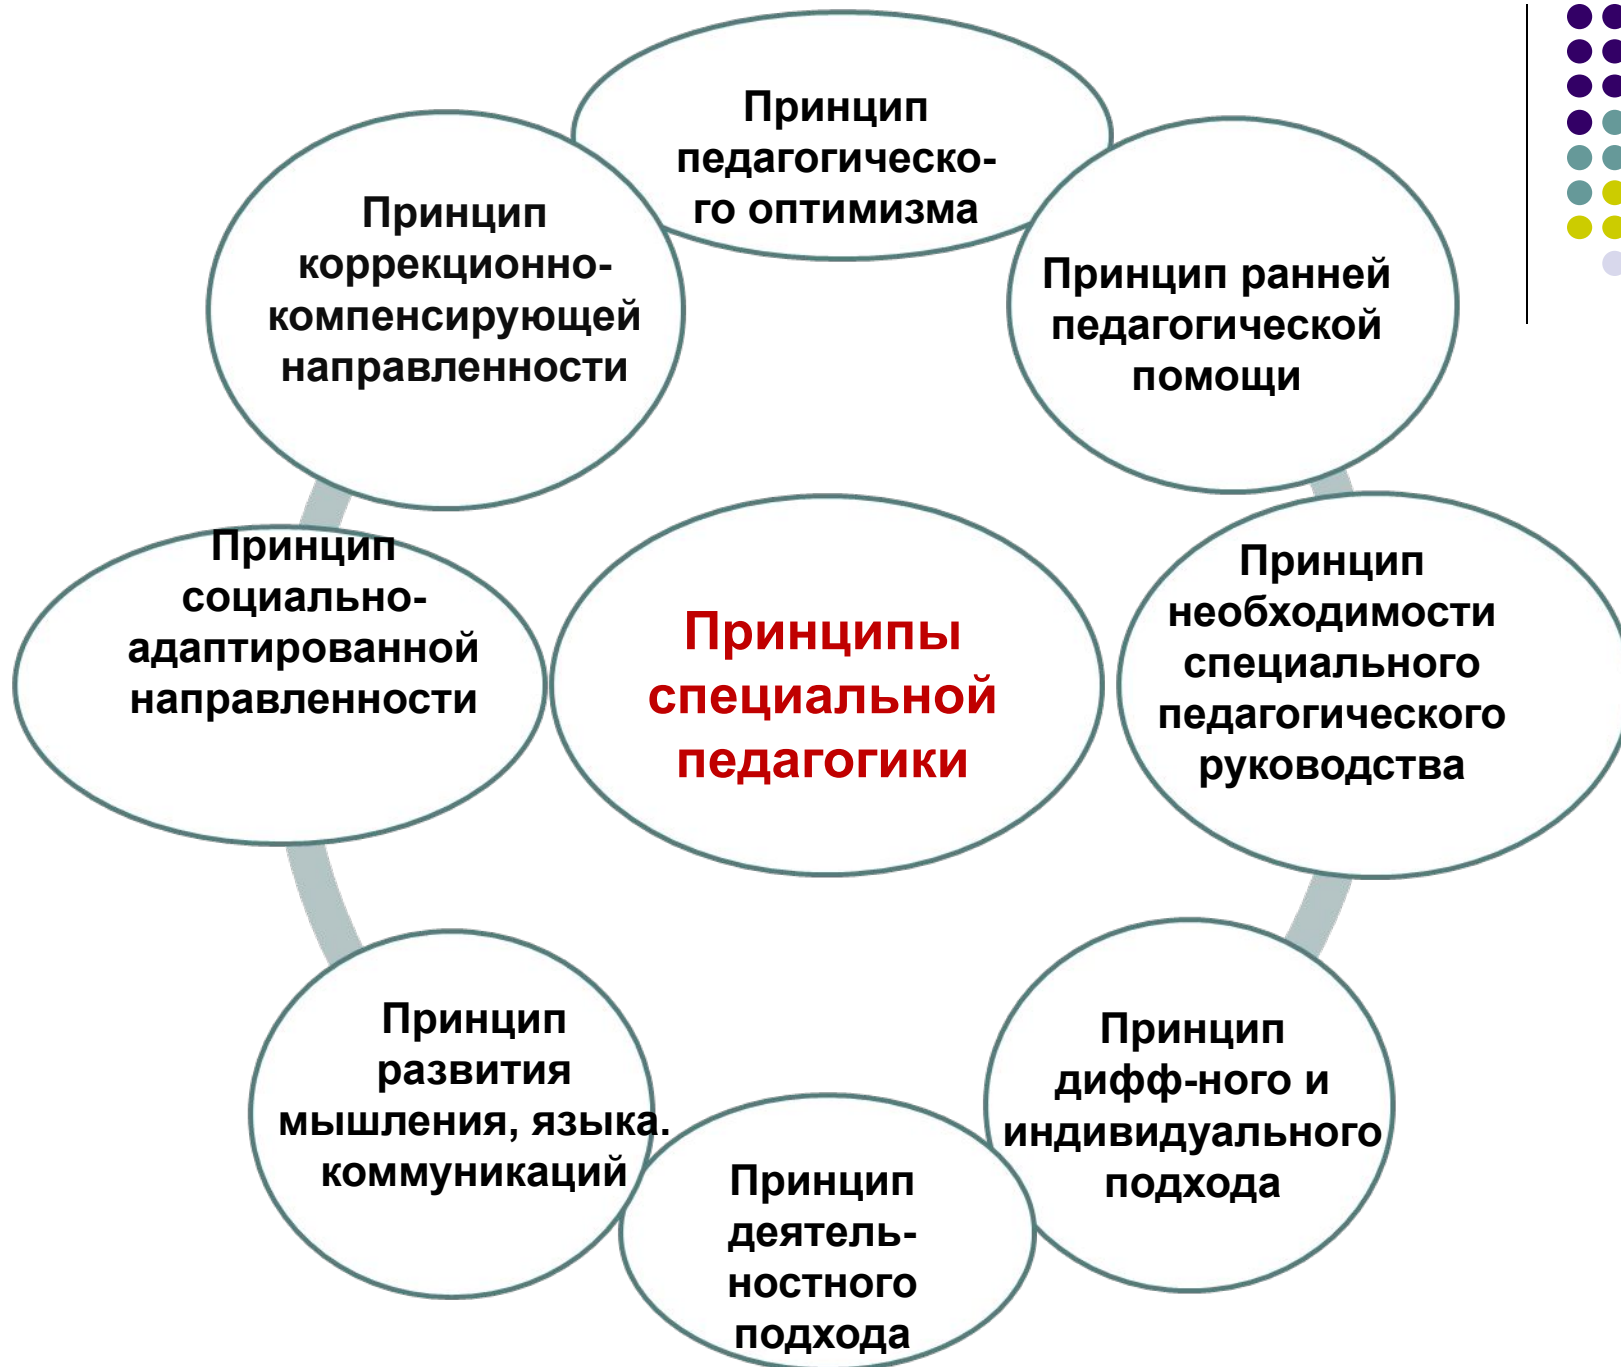 Принцип
педагогическо-
го оптимизма
Принцип
коррекционно-
компенсирующей
направленности
Принцип ранней
педагогической
помощи
Принцип
социально-
адаптированной
направленности
Принципы
специальной
педагогики
Принцип
необходимости
специального
педагогического
руководства
Принцип
развития
мышления, языка.
коммуникаций
Принцип
дифф-ного и
индивидуального
подхода
Принцип
деятель-
ностного
подхода